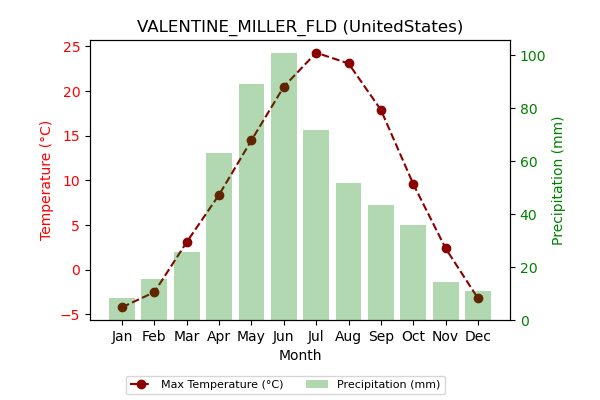 VALENTINE_MILLER_FLD (UnitedStates)
25
20
15
10
5
0
−5
Temperature (°C)
100
80
60
40
20
0
Precipitation (mm)
Jan Feb Mar Apr May Jun Jul Aug Sep Oct Nov Dec
Month
Max Temperature (°C) Precipitation (mm)